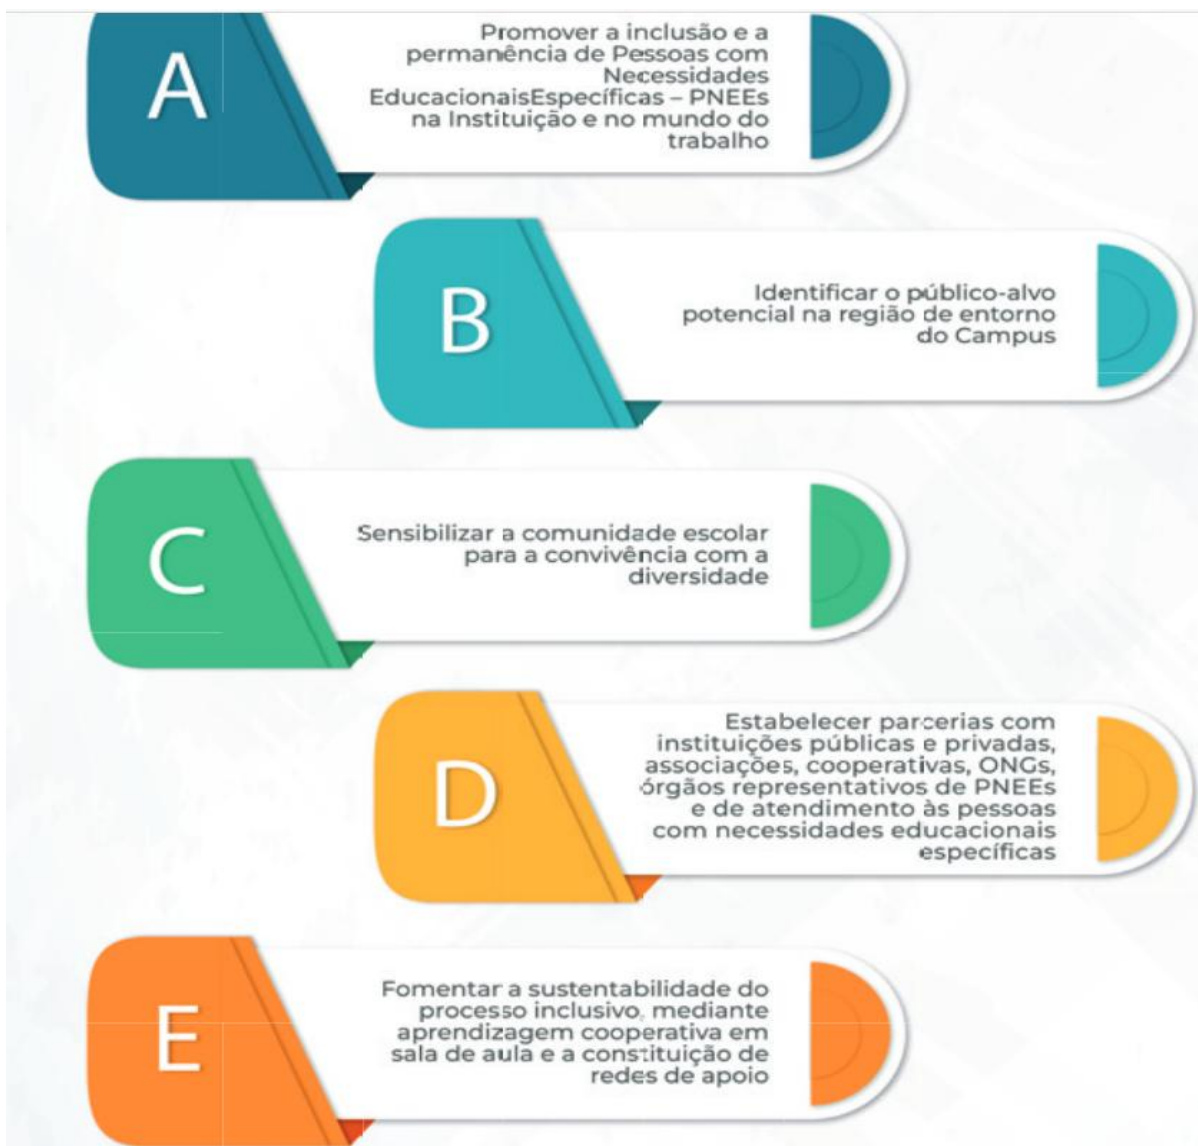 A
Promover a inclusão e a
permanência de Pessoas com
Necessidades
EducacionaisEspecíficas – PNEEs
na Instituição e no mundo do
trabalho
B
Identificar o público-alvo
potencial na região de entorno
do Campus
C
Sensibilizar a comunidade escolar
para a convivência com a
diversidade
D
Estabelecer parcerias com
instituições públicas e privadas,
associações, cooperativas, ONGs,
órgãos representativos de PNEEs
e de atendimento às pessoas
com necessidades educacionais
específicas
E
Fomentar a sustentabilidade do
processo inclusivo, mediante
aprendizagem cooperativa em
sala de aula e a constituição de
redes de apoio